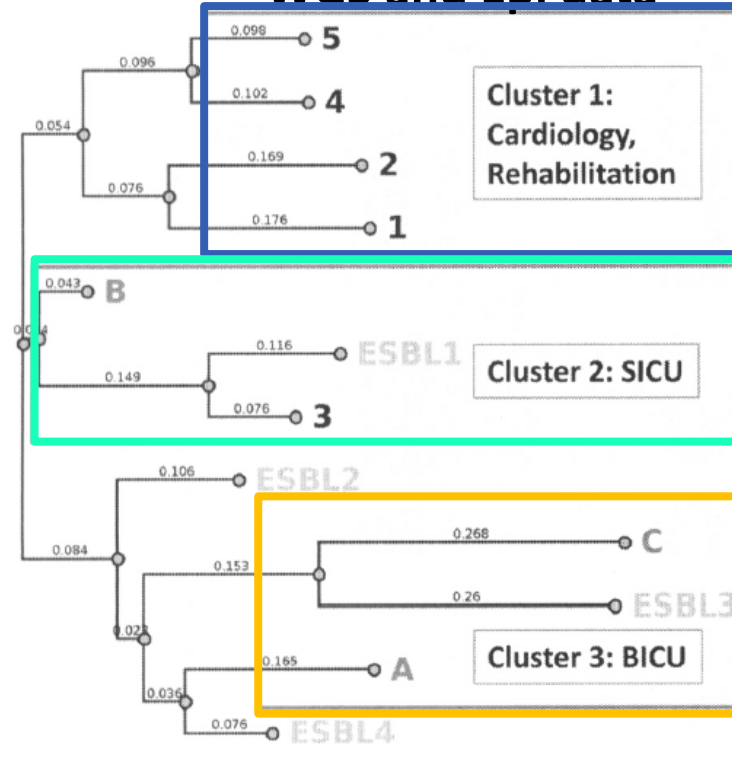 0.098 5
0.096
0.102 4
Cluster 1:
Cardiology,
Rehabilitation
0.054
0.169 2
0.076
0.176 1
0.043 B
0.116 ESBL1
0.149
Cluster 2: SICU
0.076 3
0.106 ESBL2
0.268 C
0.084
0.153
0.26 ESBL3
0.165 A
Cluster 3: BICU
0.036
0.076 ESBL4